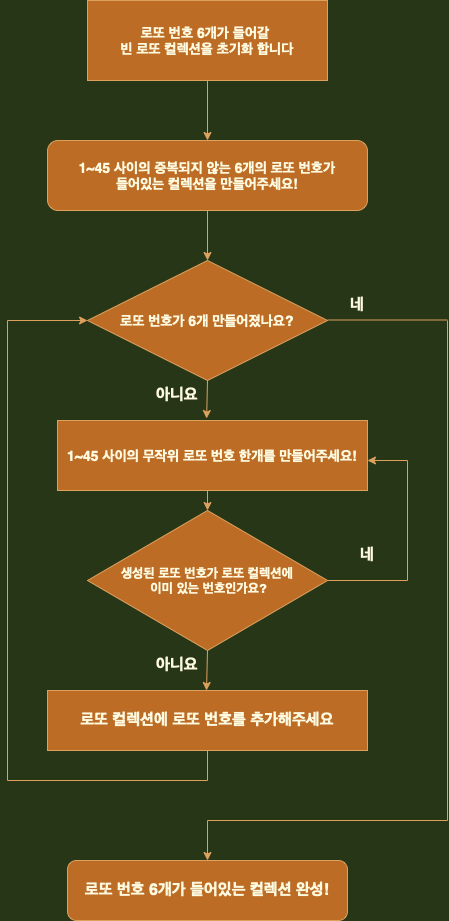 로또 번호 6개가 들어갈
빈 로또 컬렉션을 초기화 합니다
1~45 사이의 중복되지 않는 6개의 로또 번호가
들어있는 컬렉션을 만들어주세요!
로또 번호가 6개 만들어졌나요?
네
아니요
1~45 사이의 무작위 로또 번호 한개를 만들어주세요!
생성된 로또 번호가 로또 컬렉션에
이미 있는 번호인가요?
네
아니요
로또 컬렉션에 로또 번호를 추가해주세요
로또 번호 6개가 들어있는 컬렉션 완성!